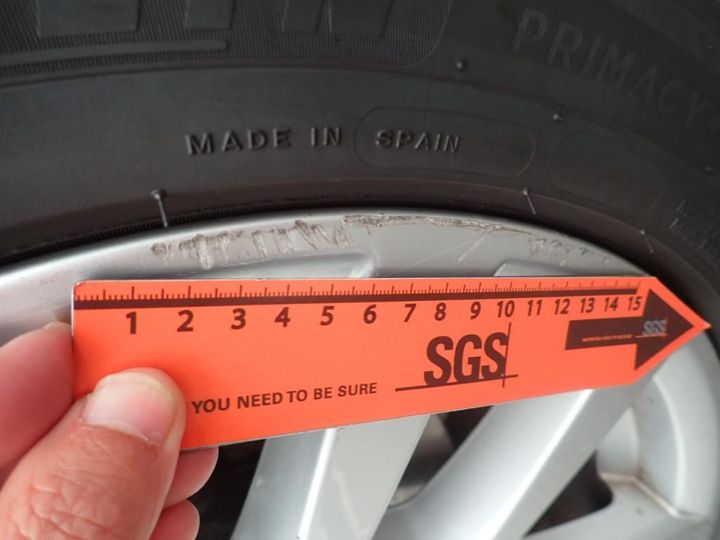 PRIMACY
MADE IN SPAIN
1 2 3 4 5 6 7 8 9 10 11 12 13 14 15
SGS
SGS
YOU NEED TO BE SURE